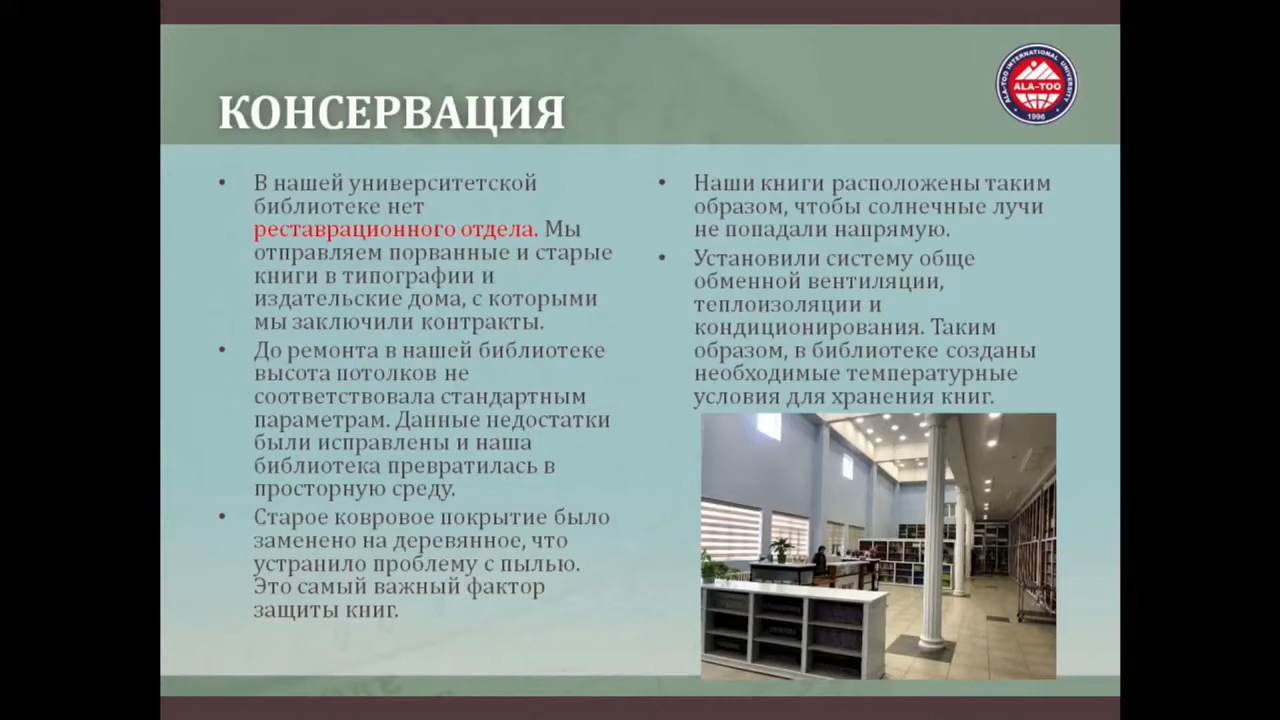 КОНСЕРВАЦИЯ
ALA-TOO INTERNATIONAL UNIVERSITY
ALA-TOO
1996
• В нашей университетской
библиотеке нет
реставрационного отдела. Мы
отправляем порванные и старые
книги в типографии и
издательские дома, с которыми
мы заключили контракты.
• До ремонта в нашей библиотеке
высота потолков не
соответствовала стандартным
параметрам. Данные недостатки
были исправлены и наша
библиотека превратилась в
просторную среду.
• Старое ковровое покрытие было
заменено на деревянное, что
устранило проблему с пылью.
Это самый важный фактор
защиты книг.
• Наши книги расположены таким
образом, чтобы солнечные лучи
не попадали напрямую.
• Установили систему обще
обменной вентиляции,
теплоизоляции и
кондиционирования. Таким
образом, в библиотеке созданы
необходимые температурные
условия для хранения книг.